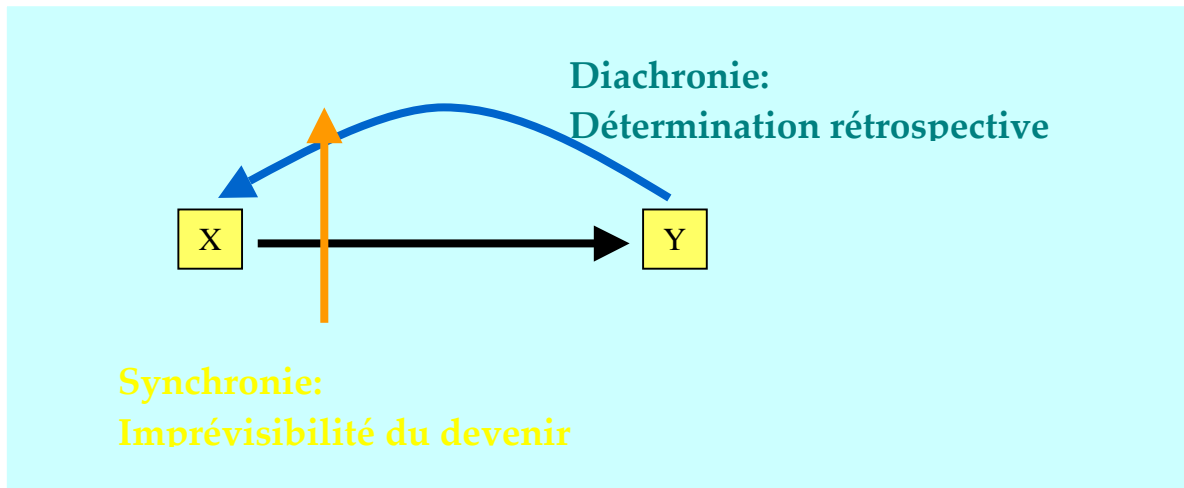 Diachronie:
Détermination rétrospective
X
Y
Synchronie:
Imprévisibilité du devenir